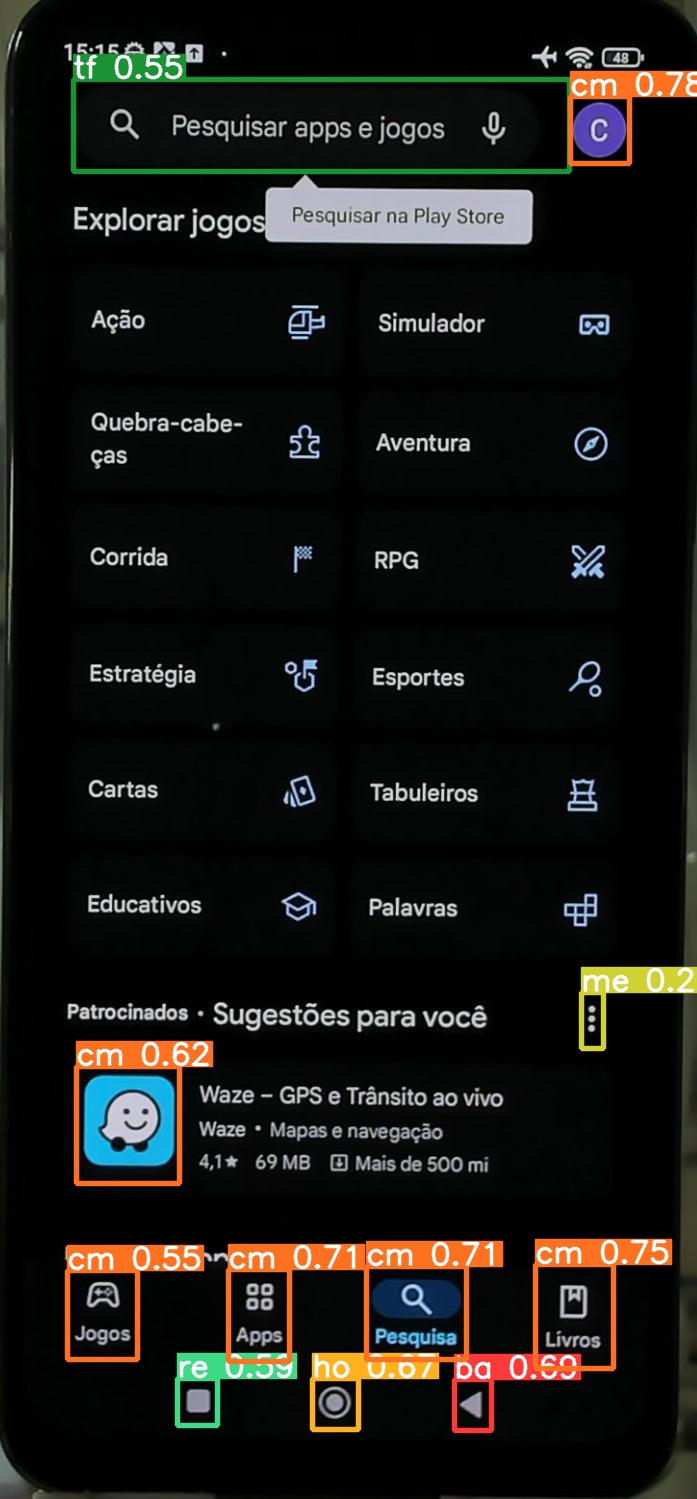 15:15
48
tf 0.55
cm 0.78
Pesquisar apps e jogos
C
Pesquisar na Play Store
Explorar jogos
Ação
Simulador
Quebra-cabe-
ças
Aventura
Corrida
RPG
Estratégia
Esportes
Cartas
Tabuleiros
Educativos
Palavras
me 0.2
Patrocinados • Sugestões para você
cm 0.62
Waze – GPS e Trânsito ao vivo
Waze • Mapas e navegação
4,1★ 69 MB Mais de 500 mi
cm 0.55
cm 0.71
cm 0.71
cm 0.75
Jogos
Apps
Pesquisa
Livros
re 0.59
ho 0.67
ba 0.69